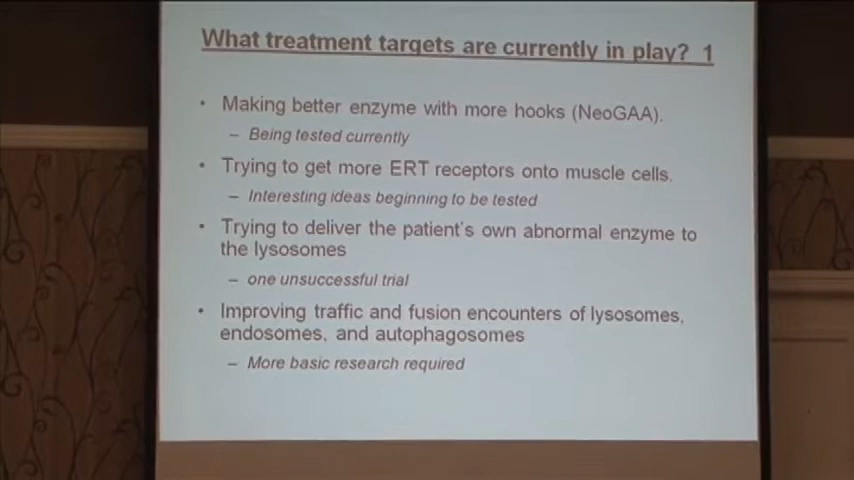 What treatment targets are currently in play? 1
• Making better enzyme with more hooks (NeoGAA).
– Being tested currently
• Trying to get more ERT receptors onto muscle cells.
– Interesting ideas beginning to be tested
• Trying to deliver the patient's own abnormal enzyme to
the lysosomes
– one unsuccessful trial
• Improving traffic and fusion encounters of lysosomes,
endosomes, and autophagosomes
– More basic research required